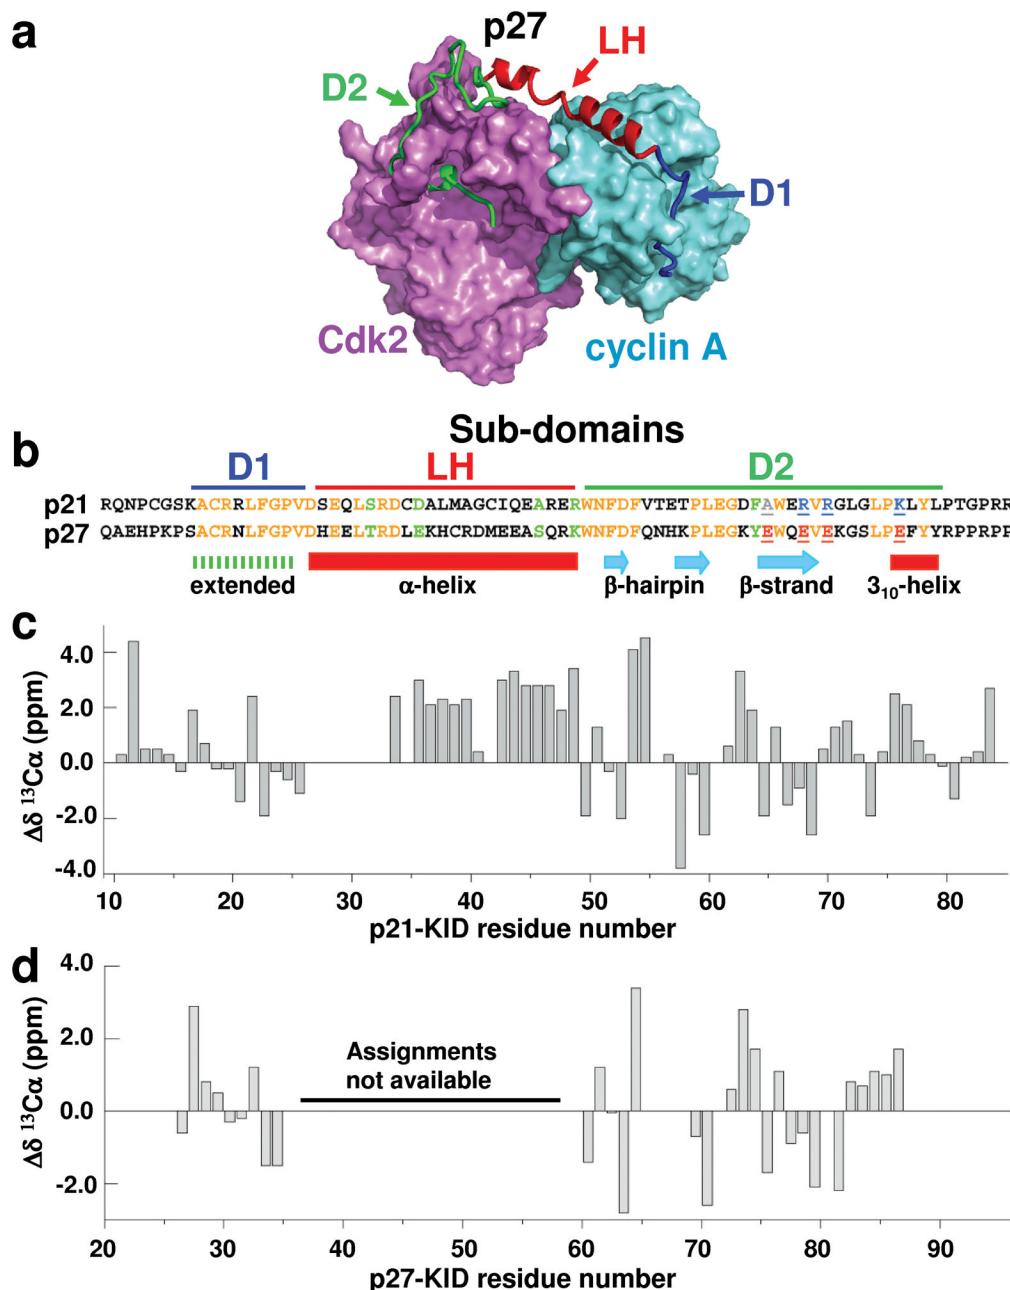 a
p27
LH
D2
D1
Cdk2
cyclin A
b
Sub-domains
D1 LH D2
p21 RQNPCGSKACRRLFGPVDSEQLSRDCDALMAGCIQEARERWNFDFVTETPLEGDFAWERVRGLGLPKLYLPTGPRR
p27 QAEHPKPSACRNLFGPVDHEELTRDLEKHCRDMEEASQRKWNFDFQNHKPLEGKYEWQEVEKGSLPEFYYRPPRPP
extended α-helix β-hairpin β-strand 3₁₀-helix
c
Δδ ¹³Cα (ppm)
4.0
2.0
0.0
-2.0
-4.0
10 20 30 40 50 60 70 80
p21-KID residue number
d
Δδ ¹³Cα (ppm)
4.0
2.0
0.0
-2.0
Assignments
not available
20 30 40 50 60 70 80 90
p27-KID residue number